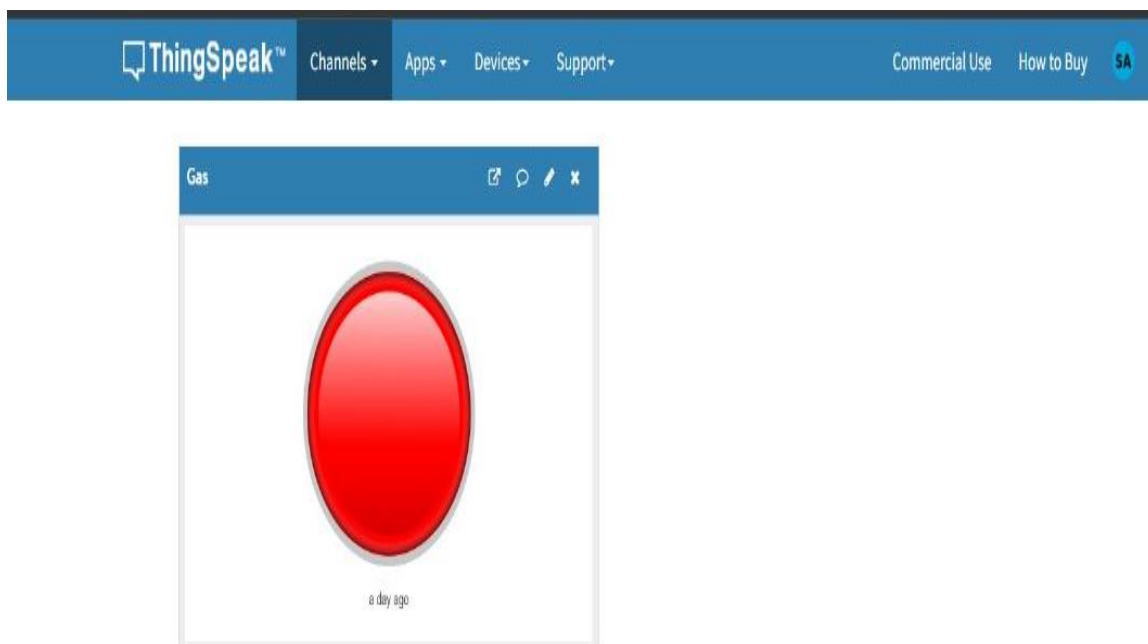 ThingSpeak™ Channels Apps Devices Support Commercial Use How to Buy SA
Gas
a day ago